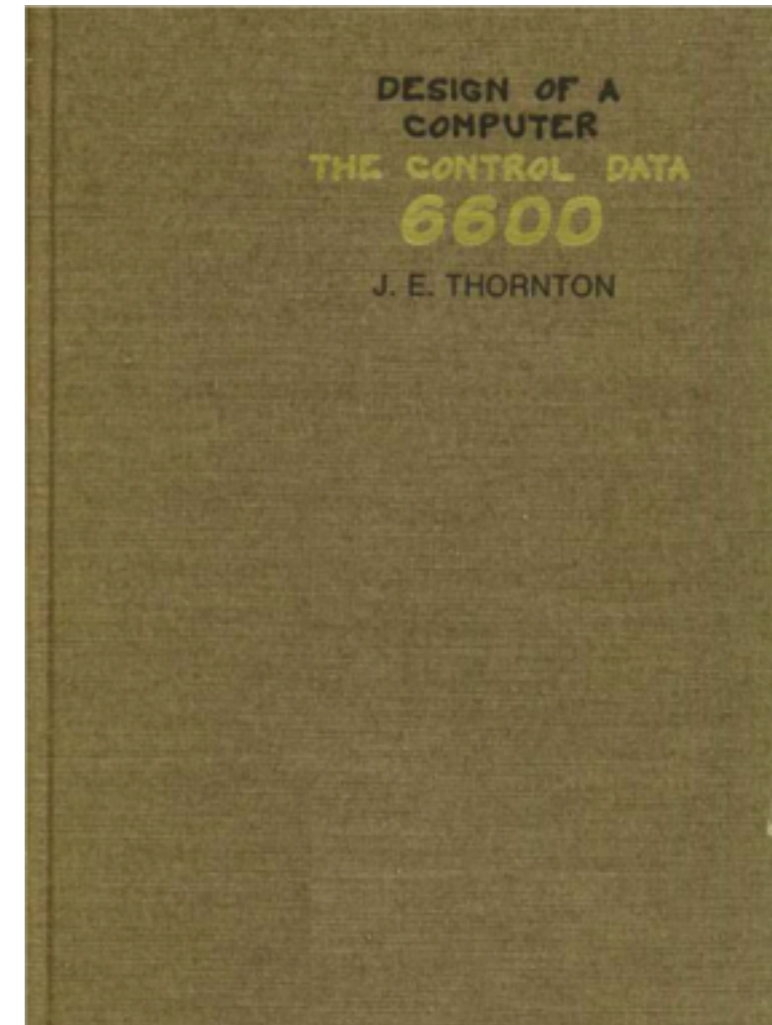 DESIGN OF A
COMPUTER
THE CONTROL DATA
6600
J. E. THORNTON